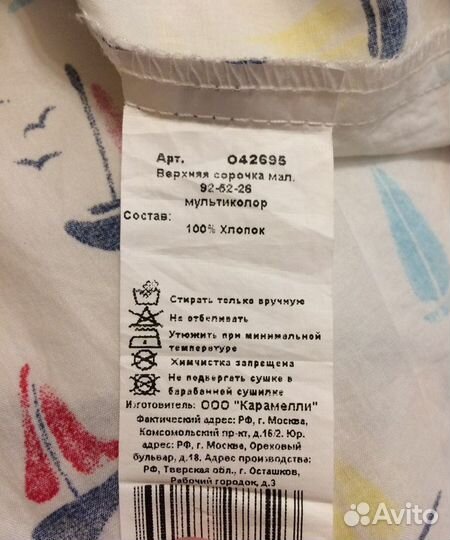 Арт. 042695
Верхняя сорочка мал.
92-52-26
мультиколор
Состав:
100% Хлопок
Стирать только вручную
Не отбеливать
Утюжить при минимальной
температуре
Химчистка запрещена
Не подвергать сушке в
барабанной сушилке
Изготовитель: ООО "Карамелли"
Фактический адрес: РФ, г. Москва,
Комсомольский пр-кт, д.15/2. Юр.
адрес: РФ, г. Москва, Ореховый
бульвар, д.18. Адрес производства:
РФ, Тверская обл., г. Осташков,
Рабочий городок, д.3
Avito